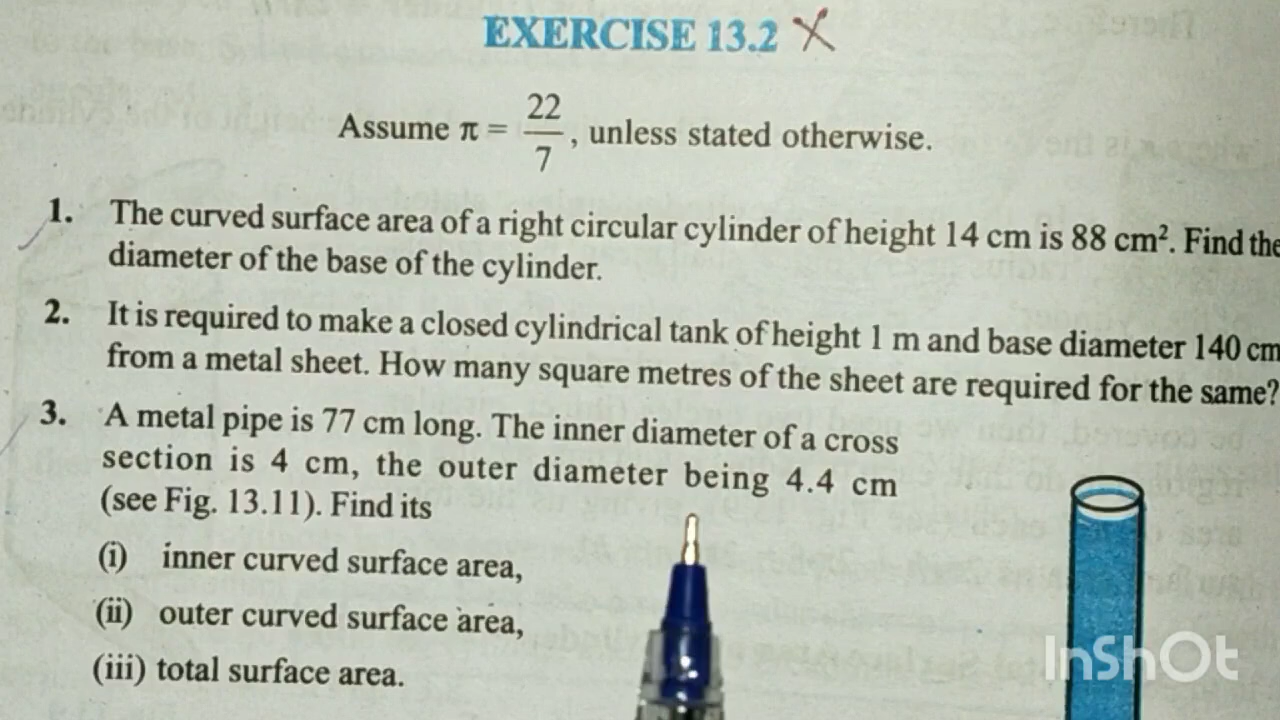 EXERCISE 13.2
Assume π = 22/7, unless stated otherwise.
1. The curved surface area of a right circular cylinder of height 14 cm is 88 cm². Find the
diameter of the base of the cylinder.
2. It is required to make a closed cylindrical tank of height 1 m and base diameter 140 cm
from a metal sheet. How many square metres of the sheet are required for the same?
3. A metal pipe is 77 cm long. The inner diameter of a cross
section is 4 cm, the outer diameter being 4.4 cm
(see Fig. 13.11). Find its
(i) inner curved surface area,
(ii) outer curved surface area,
(iii) total surface area.
InShOt